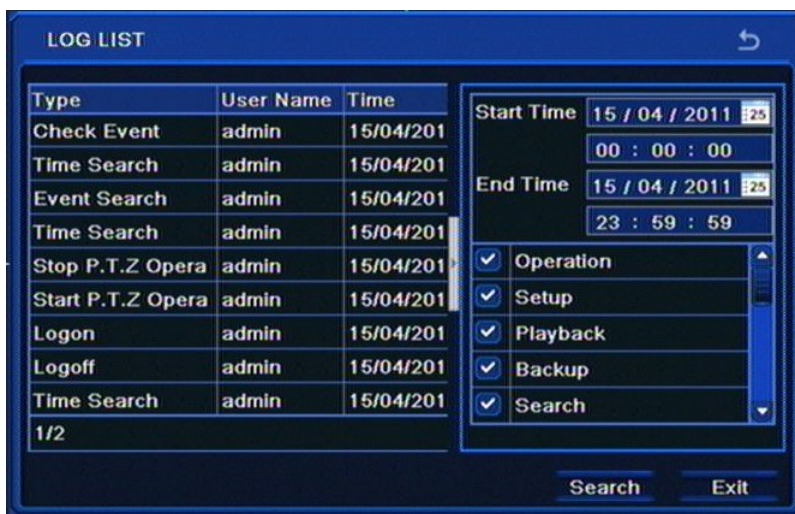 LOG LIST
Type User Name Time
Check Event admin 15/04/201
Time Search admin 15/04/201
Event Search admin 15/04/201
Time Search admin 15/04/201
Stop P.T.Z Opera admin 15/04/201
Start P.T.Z Opera admin 15/04/201
Logon admin 15/04/201
Logoff admin 15/04/201
Time Search admin 15/04/201
1/2
Start Time 15 / 04 / 2011 25
00 : 00 : 00
End Time 15 / 04 / 2011 25
23 : 59 : 59
Operation
Setup
Playback
Backup
Search
Search Exit